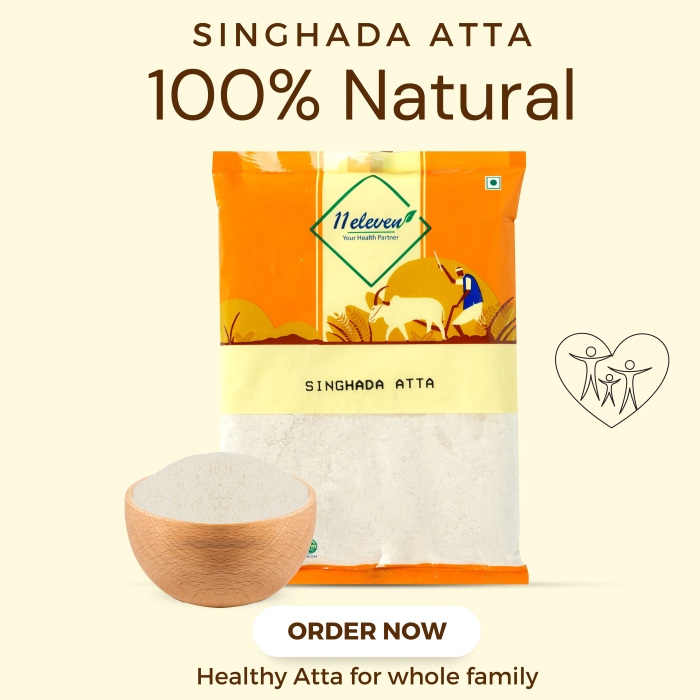 SINGHADA ATTA
100% Natural
11eleven
Your Health Partner
SINGHADA ATTA
ORDER NOW
Healthy Atta for whole family